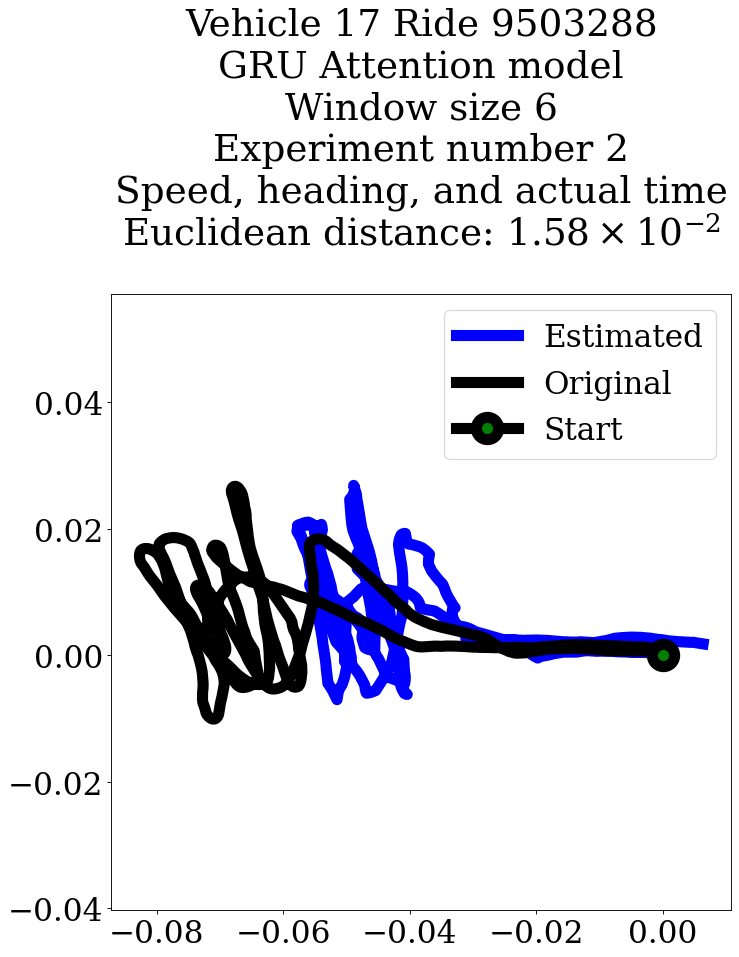 Vehicle 17 Ride 9503288
GRU Attention model
Window size 6
Experiment number 2
Speed, heading, and actual time
Euclidean distance: 1.58 × 10⁻²
Estimated
Original
Start
0.04
0.02
0.00
−0.02
−0.04
−0.08 −0.06 −0.04 −0.02 0.00